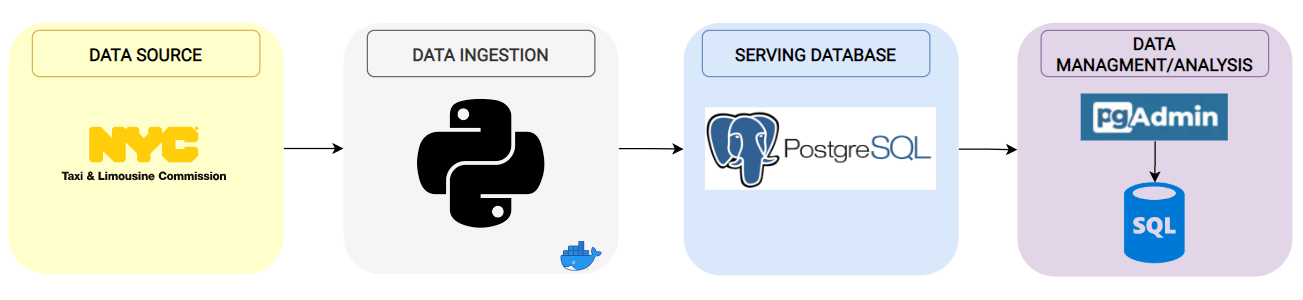 DATA SOURCE
NYC
Taxi & Limousine Commission
DATA INGESTION
SERVING DATABASE
PostgreSQL
DATA
MANAGMENT/ANALYSIS
pgAdmin
SQL